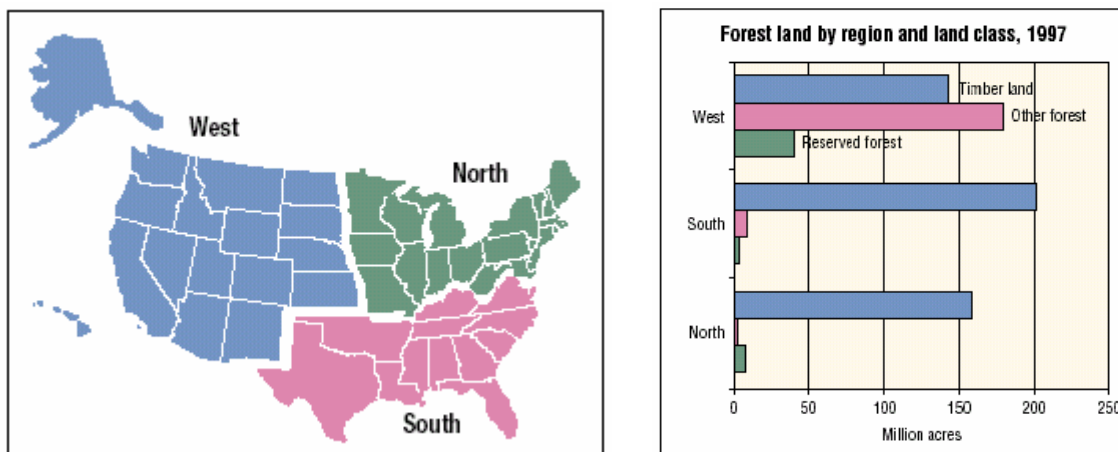 West
North
South
Forest land by region and land class, 1997
Timber land
West
Other forest
Reserved forest
South
North
0
50
100
150
200
250
Million acres